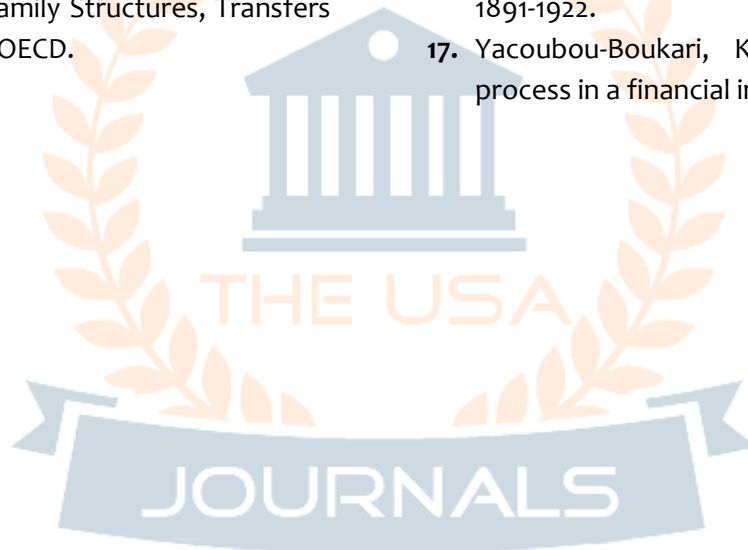 amily Structures, Transfers
OECD.
1891-1922.
17. Yacoubou-Boukari, K
process in a financial i
THE USA
JOURNALS